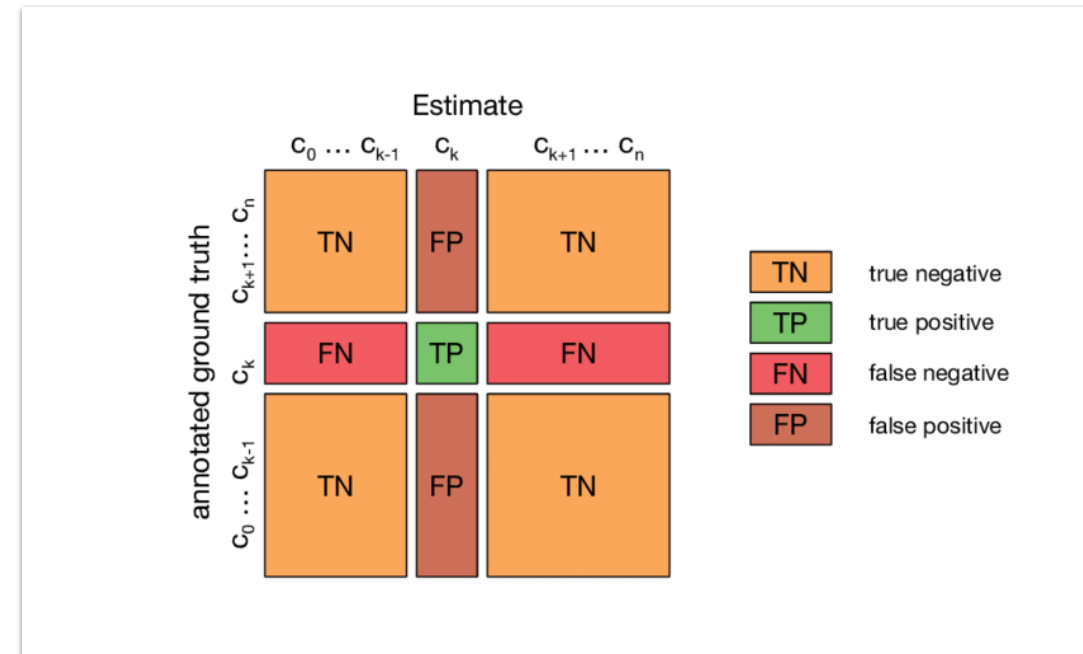 Estimate
c0 … ck-1 ck ck+1 … cn
annotated ground truth
ck+1 … cn
ck
c0 … ck-1
TN FP TN
FN TP FN
TN FP TN
TN true negative
TP true positive
FN false negative
FP false positive